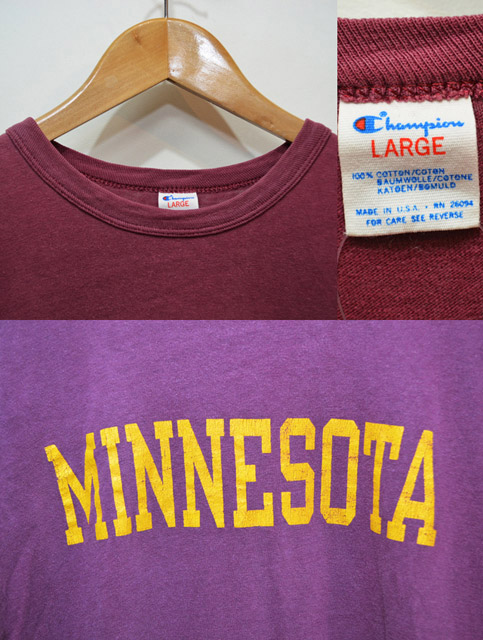 Champion
LARGE
Champion
LARGE
100% COTTON/COTON
BAUMWOLLE/COTONE
KATOEN/BOMULD
MADE IN U.S.A. • RN 26094
FOR CARE SEE REVERSE
MINNESOTA